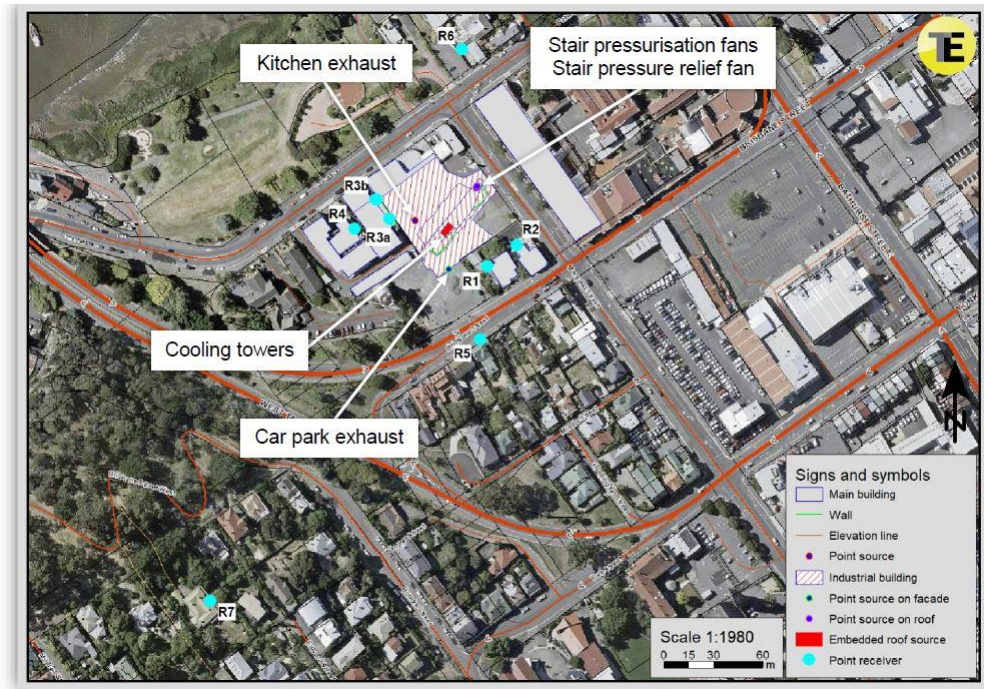 TE
R6
Kitchen exhaust
Stair pressurisation fans
Stair pressure relief fan
R3b
R4
R3a
R2
R1
R5
Cooling towers
Car park exhaust
R7
N
Signs and symbols
Main building
Wall
Elevation line
Point source
Industrial building
Point source on facade
Point source on roof
Embedded roof source
Point receiver
Scale 1:1980
0 15 30 60
m